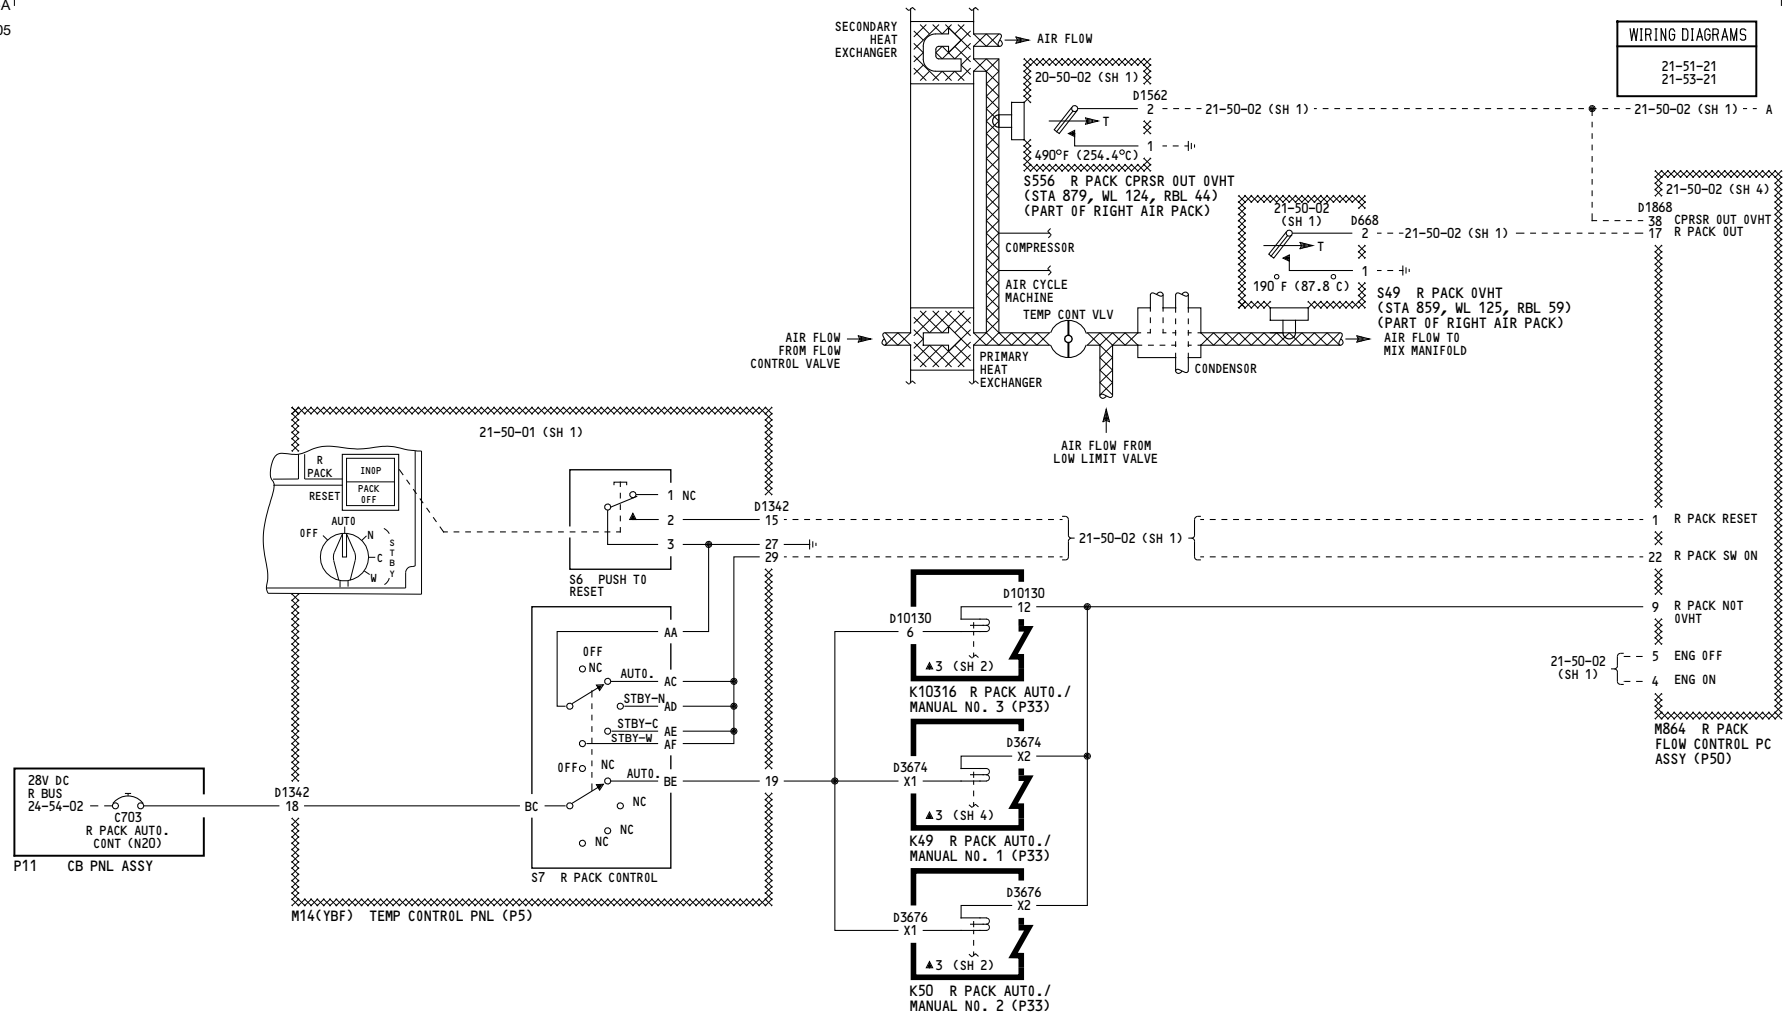 A
05
SECONDARY
HEAT
EXCHANGER
AIR FLOW
WIRING DIAGRAMS
21-51-21
21-53-21
20-50-02 (SH 1)
D1562
2
21-50-02 (SH 1)
21-50-02 (SH 1)
A
T
1
490°F (254.4°C)
S556 R PACK CPRSR OUT OVHT
(STA 879, WL 124, RBL 44)
(PART OF RIGHT AIR PACK)
21-50-02 (SH 4)
D1868
38 CPRSR OUT OVHT
17 R PACK OUT
21-50-02
(SH 1)
D668
2
21-50-02 (SH 1)
T
1
190°F (87.8°C)
COMPRESSOR
AIR CYCLE
MACHINE
S49 R PACK OVHT
(STA 859, WL 125, RBL 59)
(PART OF RIGHT AIR PACK)
TEMP CONT VLV
AIR FLOW
FROM FLOW
CONTROL VALVE
AIR FLOW TO
MIX MANIFOLD
PRIMARY
HEAT
EXCHANGER
CONDENSOR
AIR FLOW FROM
LOW LIMIT VALVE
21-50-01 (SH 1)
R
PACK
INOP
PACK
OFF
RESET
AUTO
OFF
N
C
W
STBY
1 NC
2
3
S6 PUSH TO
RESET
D1342
15
27
29
21-50-02 (SH 1)
1 R PACK RESET
22 R PACK SW ON
9 R PACK NOT
OVHT
21-50-02
(SH 1)
5 ENG OFF
4 ENG ON
M864 R PACK
FLOW CONTROL PC
ASSY (P50)
AA
OFF
NC
AUTO.
AC
STBY-N
AD
STBY-C
AE
STBY-W
AF
OFF
NC
AUTO.
BE
19
BC
NC
NC
NC
S7 R PACK CONTROL
D10130
12
D10130
6
▲3 (SH 2)
K10316 R PACK AUTO./
MANUAL NO. 3 (P33)
D3674
X2
D3674
X1
▲3 (SH 4)
K49 R PACK AUTO./
MANUAL NO. 1 (P33)
D3676
X2
D3676
X1
▲3 (SH 2)
K50 R PACK AUTO./
MANUAL NO. 2 (P33)
28V DC
R BUS
24-54-02
C703
R PACK AUTO.
CONT (N20)
P11 CB PNL ASSY
D1342
18
M14(YBF) TEMP CONTROL PNL (P5)